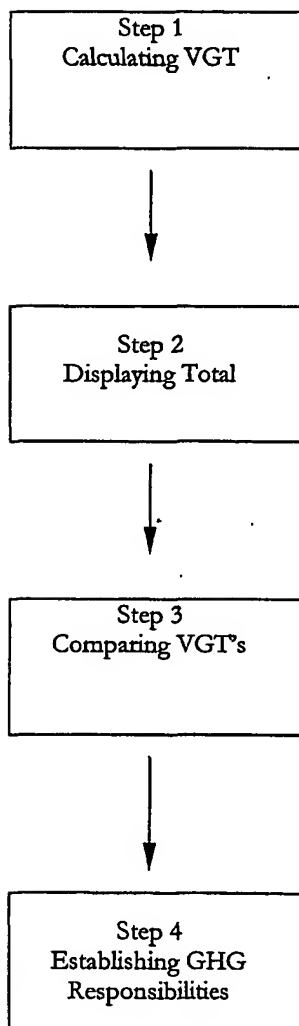 Step 1
Calculating VGT
Step 2
Displaying Total
Step 3
Comparing VGT's
Step 4
Establishing GHG
Responsibilities